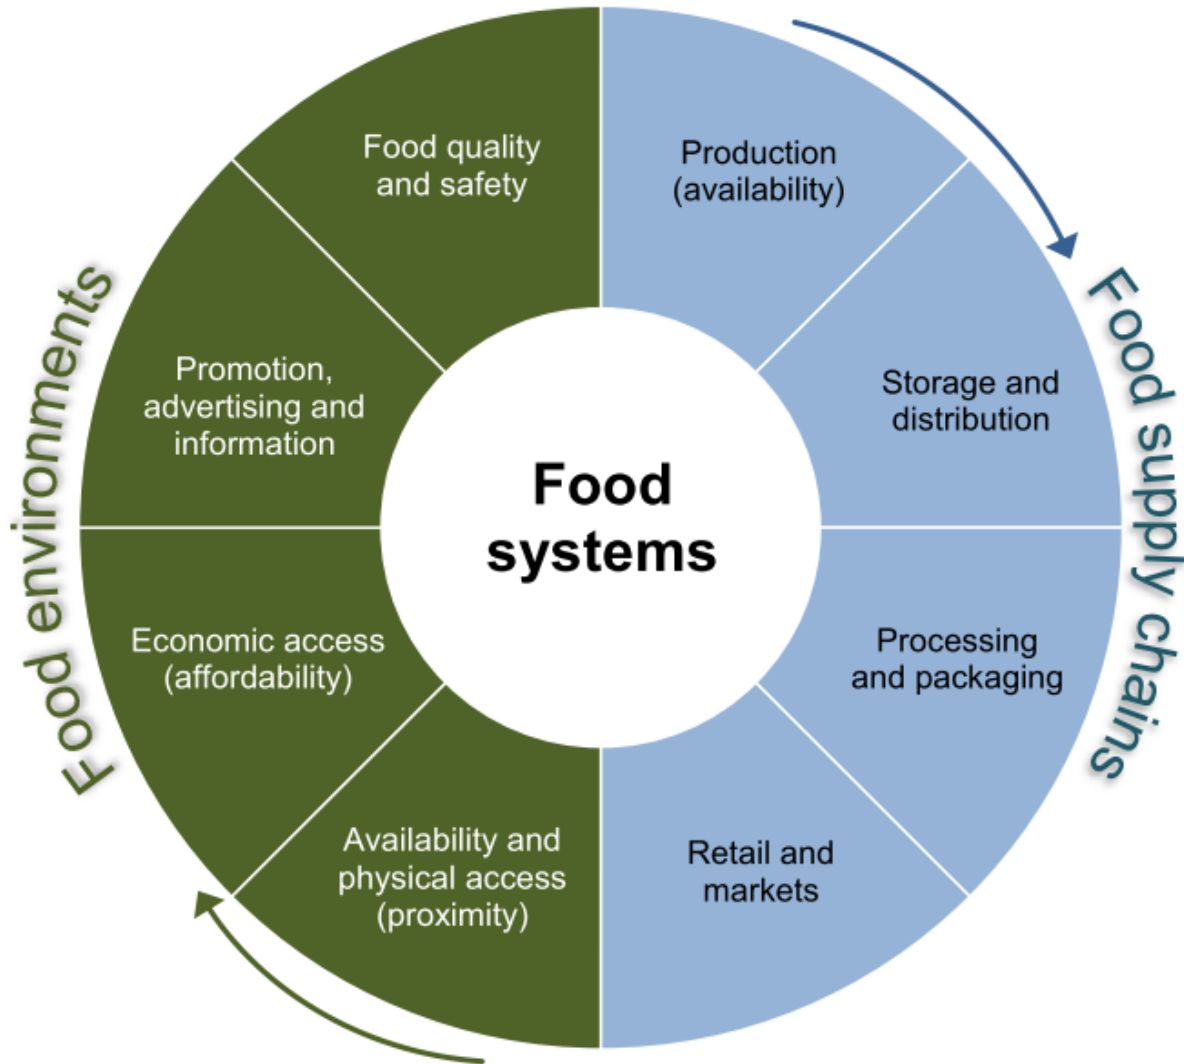 Food quality
and safety
Production
(availability)
Promotion,
advertising and
information
Storage and
distribution
Food environments
Food
systems
Food supply chains
Economic access
(affordability)
Processing
and packaging
Availability and
physical access
(proximity)
Retail and
markets